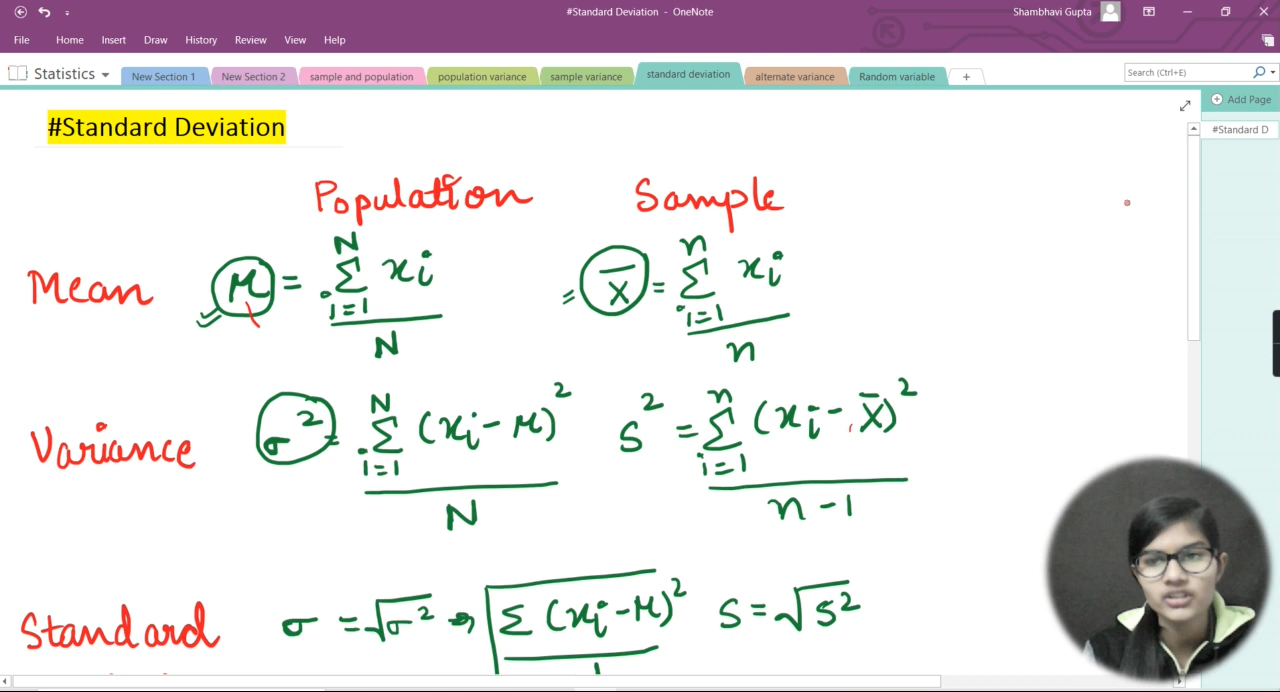 #Standard Deviation - OneNote
Shambhavi Gupta
File Home Insert Draw History Review View Help
Statistics New Section 1 New Section 2 sample and population population variance sample variance standard deviation alternate variance Random variable + Search (Ctrl+E)
Add Page
#Standard D
#Standard Deviation
Population Sample
Mean μ = Σ_{i=1}^{N} xi / N = x̄ = Σ_{i=1}^{n} xi / n
Variance σ² = Σ_{i=1}^{N} (xi - μ)² / N S² = Σ_{i=1}^{n} (xi - x̄)² / n-1
Standard σ = √σ² ⇒ √Σ (xi - μ)² S = √S²